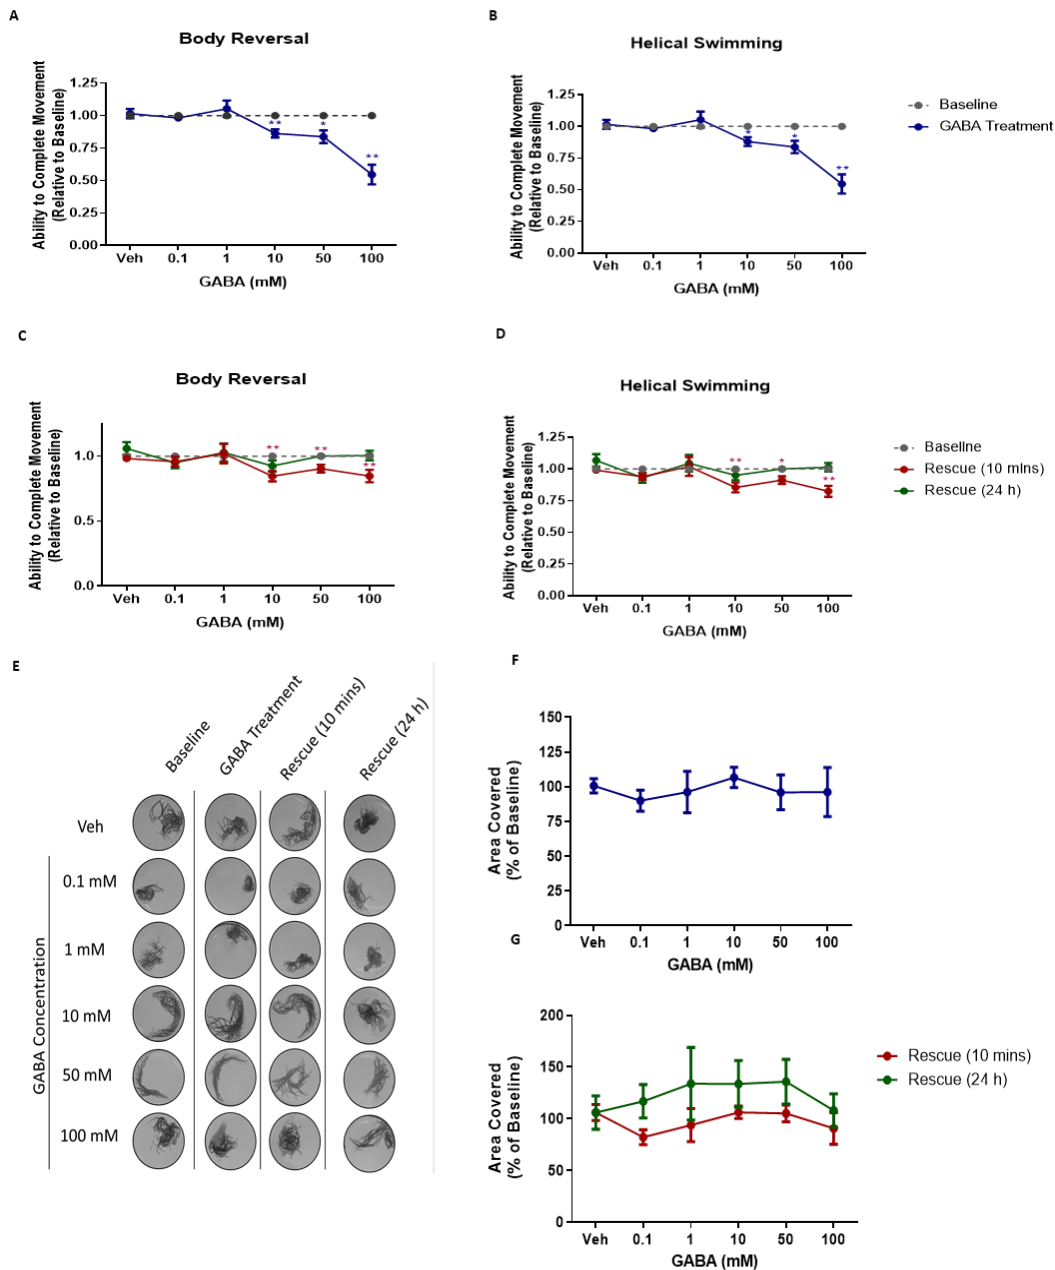 A
Body Reversal
Ability to Complete Movement
(Relative to Baseline)
1.25
1.00
0.75
0.50
0.25
0.00
** * **
Veh 0.1 1 10 50 100
GABA (mM)
B
Helical Swimming
Ability to Complete Movement
(Relative to Baseline)
1.25
1.00
0.75
0.50
0.25
0.00
* * **
Veh 0.1 1 10 50 100
GABA (mM)
Baseline
GABA Treatment
C
Body Reversal
Ability to Complete Movement
(Relative to Baseline)
1.0
0.5
0.0
** ** **
Veh 0.1 1 10 50 100
GABA (mM)
D
Helical Swimming
Ability to Complete Movement
(Relative to Baseline)
1.25
1.00
0.75
0.50
0.25
0.00
** * **
Veh 0.1 1 10 50 100
GABA (mM)
Baseline
Rescue (10 mIns)
Rescue (24 h)
E
Baseline
GABA Treatment
Rescue (10 mins)
Rescue (24 h)
Veh
GABA Concentration
0.1 mM
1 mM
10 mM
50 mM
100 mM
F
Area Covered
(% of Baseline)
150
125
100
75
50
25
0
Veh 0.1 1 10 50 100
GABA (mM)
G
Area Covered
(% of Baseline)
200
150
100
50
0
Veh 0.1 1 10 50 100
GABA (mM)
Rescue (10 mins)
Rescue (24 h)